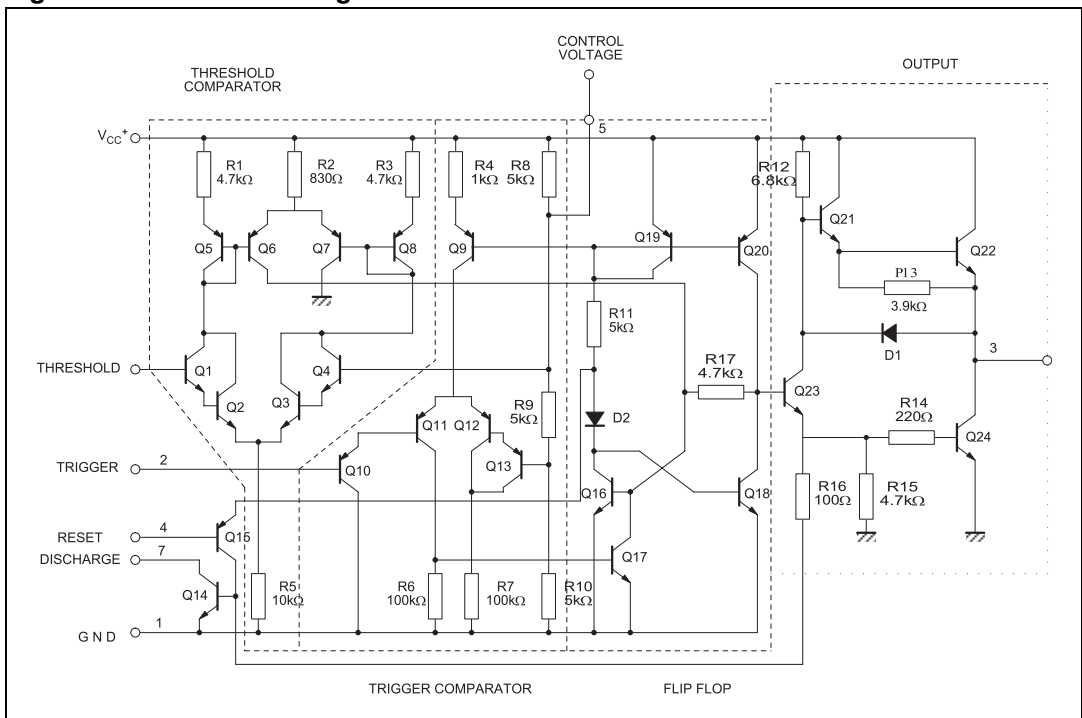 CONTROL
VOLTAGE
OUTPUT
THRESHOLD
COMPARATOR
5
VCC+
R1
4.7kΩ
R2
830Ω
R3
4.7kΩ
R4
1kΩ
R8
5kΩ
R12
6.8kΩ
Q5
Q6
Q7
Q8
Q9
Q19
Q20
Q21
Q22
P13
3.9kΩ
R11
5kΩ
D1
3
THRESHOLD
Q1
Q2
Q3
Q4
R17
4.7kΩ
Q23
R9
5kΩ
D2
R14
220Ω
Q24
Q11
Q12
Q13
TRIGGER
2
Q10
Q16
Q18
R16
100Ω
R15
4.7kΩ
RESET
4
Q15
DISCHARGE
7
Q17
Q14
R5
10kΩ
R6
100kΩ
R7
100kΩ
R10
5kΩ
GND
1
TRIGGER COMPARATOR
FLIP FLOP